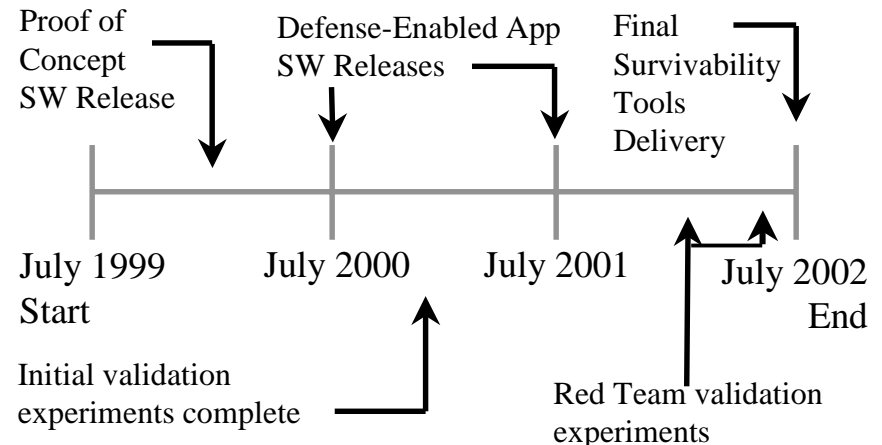 Proof of
Concept
SW Release
Defense-Enabled App
SW Releases
Final
Survivability
Tools
Delivery
July 1999
Start
July 2000
July 2001
July 2002
End
Initial validation
experiments complete
Red Team validation
experiments